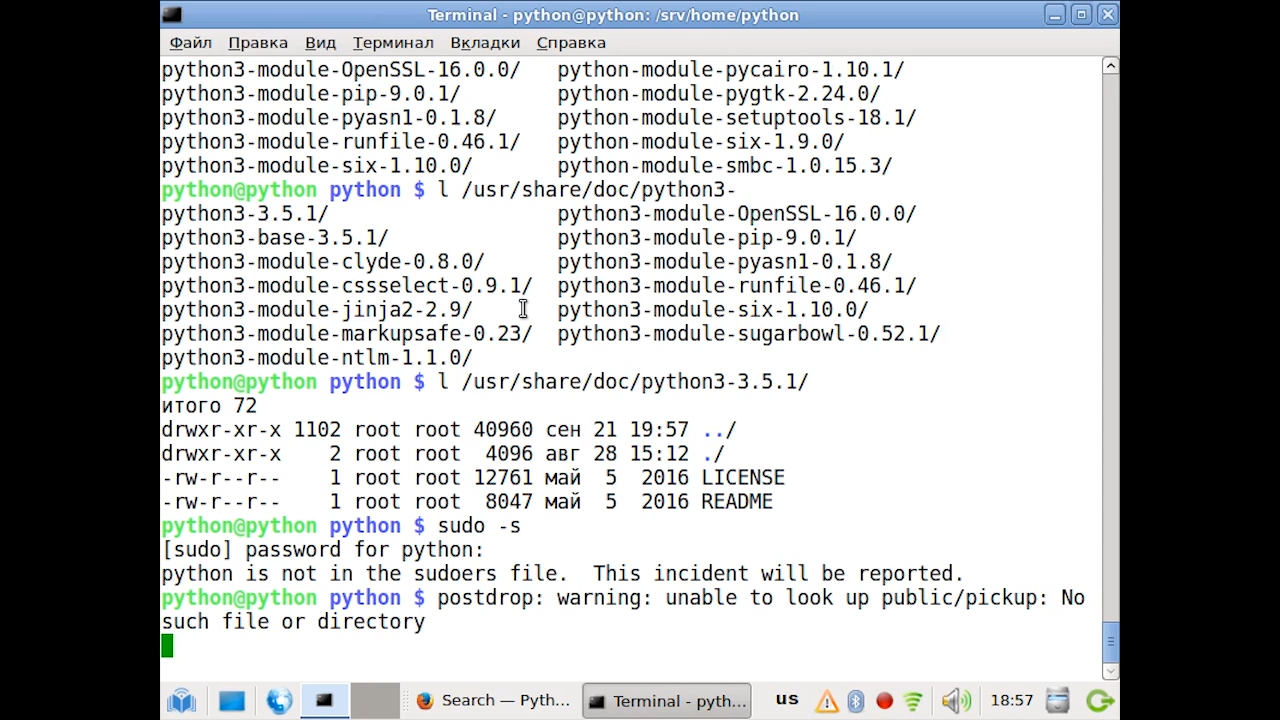 Terminal - python@python: /srv/home/python
Файл Правка Вид Терминал Вкладки Справка
python3-module-OpenSSL-16.0.0/ python-module-pycairo-1.10.1/
python3-module-pip-9.0.1/ python-module-pygtk-2.24.0/
python3-module-pyasn1-0.1.8/ python-module-setuptools-18.1/
python3-module-runfile-0.46.1/ python-module-six-1.9.0/
python3-module-six-1.10.0/ python-module-smbc-1.0.15.3/
python@python python $ l /usr/share/doc/python3-
python3-3.5.1/ python3-module-OpenSSL-16.0.0/
python3-base-3.5.1/ python3-module-pip-9.0.1/
python3-module-clyde-0.8.0/ python3-module-pyasn1-0.1.8/
python3-module-cssselect-0.9.1/ python3-module-runfile-0.46.1/
python3-module-jinja2-2.9/ python3-module-six-1.10.0/
python3-module-markupsafe-0.23/ python3-module-sugarbowl-0.52.1/
python3-module-ntlm-1.1.0/
python@python python $ l /usr/share/doc/python3-3.5.1/
итого 72
drwxr-xr-x 1102 root root 40960 сен 21 19:57 ../
drwxr-xr-x 2 root root 4096 авг 28 15:12 ./
-rw-r--r-- 1 root root 12761 май 5 2016 LICENSE
-rw-r--r-- 1 root root 8047 май 5 2016 README
python@python python $ sudo -s
[sudo] password for python:
python is not in the sudoers file. This incident will be reported.
python@python python $ postdrop: warning: unable to look up public/pickup: No
such file or directory
Search — Pyth... Terminal - pyth... us 18:57